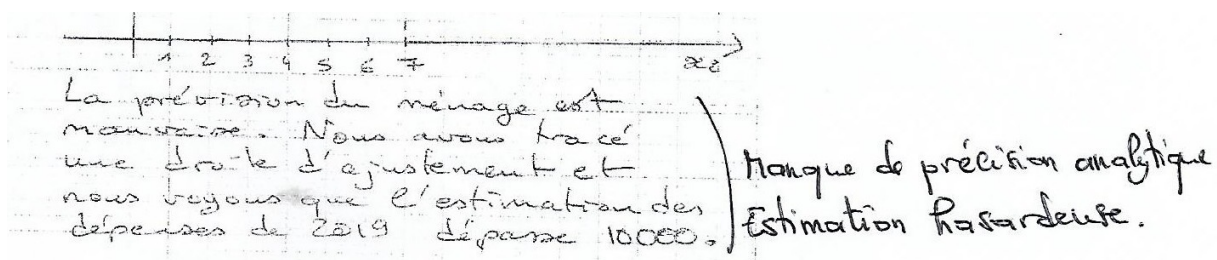 1 2 3 4 5 6 7
La prévision du ménage est
mauvaise. Nous avons tracé
une droite d'ajustement et
nous voyons que l'estimation des
dépenses de 2019 dépasse 10000.
Manque de précision analytique
Estimation hasardeuse.